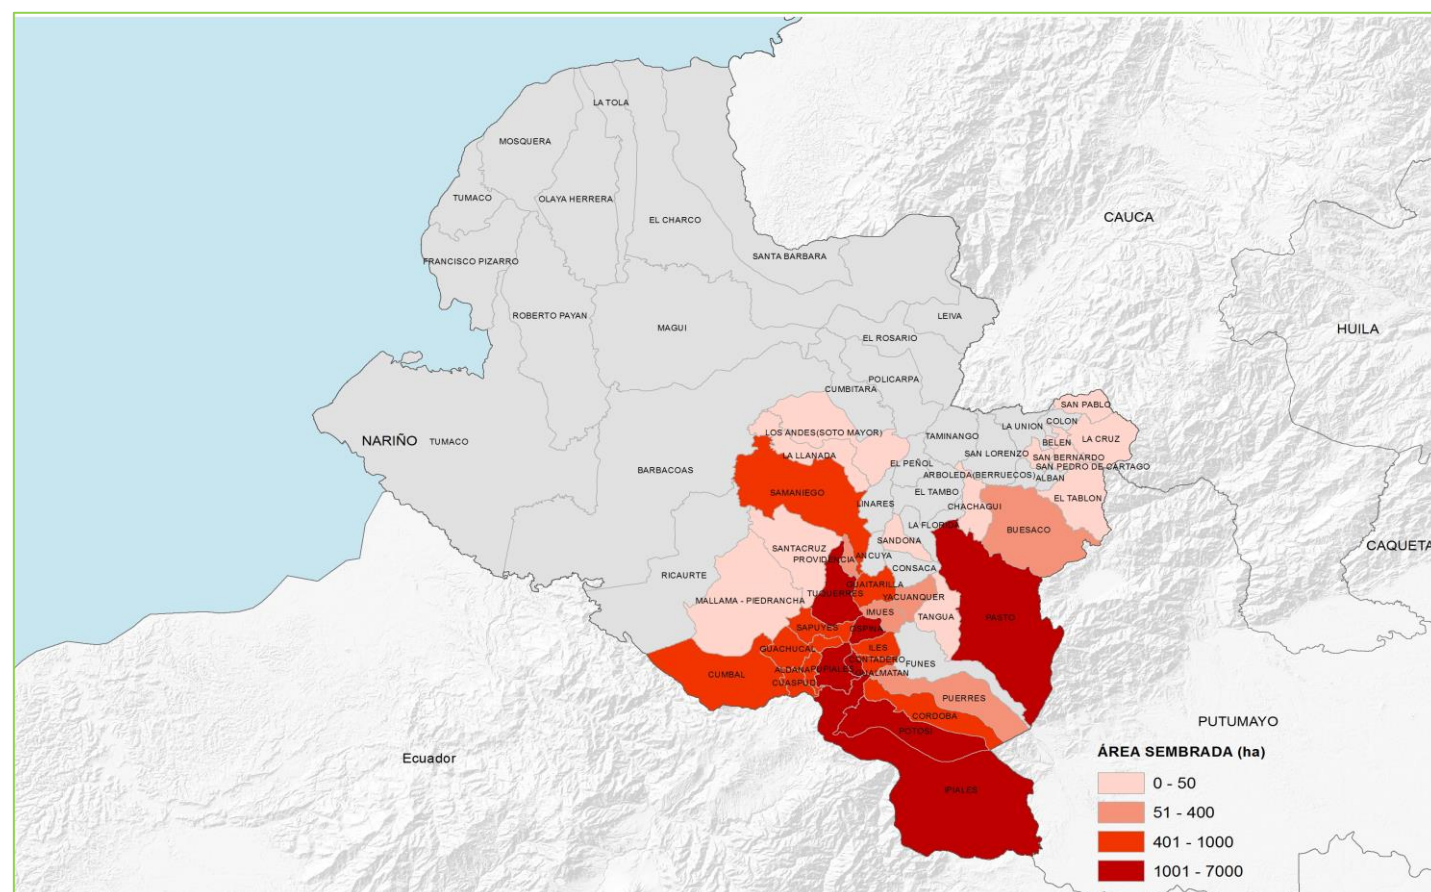 LA TOLA
MOSQUERA
TUMACO
OLAYA HERRERA
EL CHARCO
CAUCA
SANTA BARBARA
FRANCISCO PIZARRO
ROBERTO PAYAN
MAGUI
LEIVA
HUILA
EL ROSARIO
POLICARPA
CUMBITARA
SAN PABLO
COLON
LA UNION
LOS ANDES(SOTO MAYOR)
TAMINANGO
NARIÑO
TUMACO
BELEN
LA CRUZ
LA LLANADA
SAN LORENZO
SAN BERNARDO
EL PEÑOL
SAN PEDRO DE CARTAGO
BARBACOAS
ARBOLEDA(BERRUECOS)
ALBAN
SAMANIEGO
EL TAMBO
EL TABLON
LINARES
CHACHAGUI
LA FLORIDA
BUESACO
SANDONA
CAQUETA
SANTACRUZ
PROVIDENCIA
ANCUYA
CONSACA
RICAURTE
GUAITARILLA
MALLAMA - PIEDRANCHA
TUQUERRES
YACUANQUER
IMUES
TANGUA
PASTO
SAPUYES
OSPINA
GUACHUCAL
ILES
CONTADERO
FUNES
CUMBAL
ALDANA
PUPIALES
CUASPUD
PUERRES
CORDOBA
PUTUMAYO
POTOSI
Ecuador
ÁREA SEMBRADA (ha)
0 - 50
IPIALES
51 - 400
401 - 1000
1001 - 7000